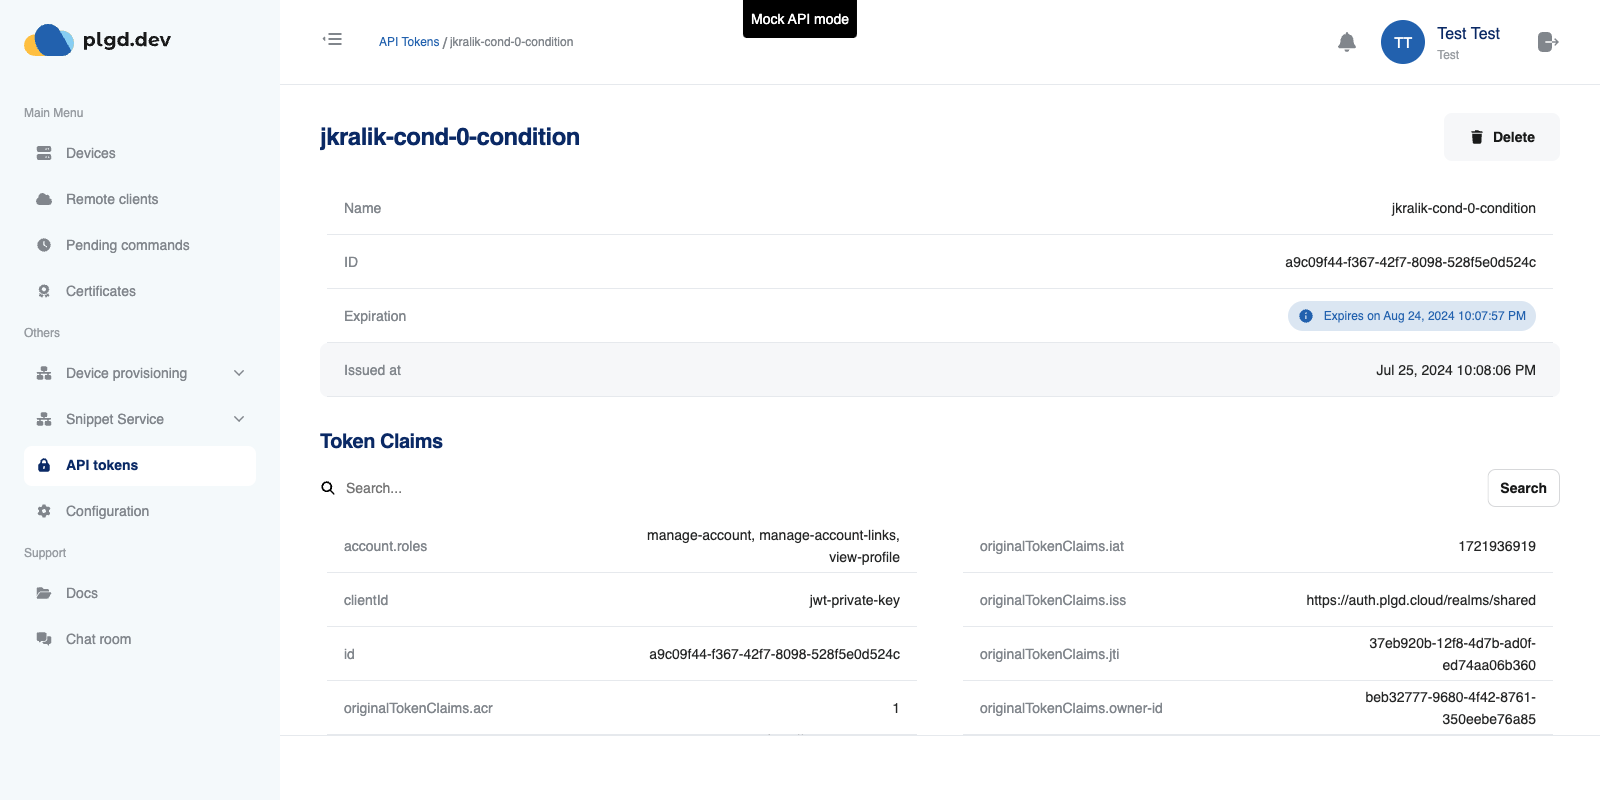 plgd.dev
Mock API mode
API Tokens / jkralik-cond-0-condition
TT
Test Test
Test
Main Menu
Devices
Remote clients
Pending commands
Certificates
Others
Device provisioning
Snippet Service
API tokens
Configuration
Support
Docs
Chat room
jkralik-cond-0-condition
Delete
Name
jkralik-cond-0-condition
ID
a9c09f44-f367-42f7-8098-528f5e0d524c
Expiration
Expires on Aug 24, 2024 10:07:57 PM
Issued at
Jul 25, 2024 10:08:06 PM
Token Claims
Search...
Search
account.roles
manage-account, manage-account-links,
view-profile
clientId
jwt-private-key
id
a9c09f44-f367-42f7-8098-528f5e0d524c
originalTokenClaims.acr
1
originalTokenClaims.iat
1721936919
originalTokenClaims.iss
https://auth.plgd.cloud/realms/shared
originalTokenClaims.jti
37eb920b-12f8-4d7b-ad0f-
ed74aa06b360
originalTokenClaims.owner-id
beb32777-9680-4f42-8761-
350eebe76a85